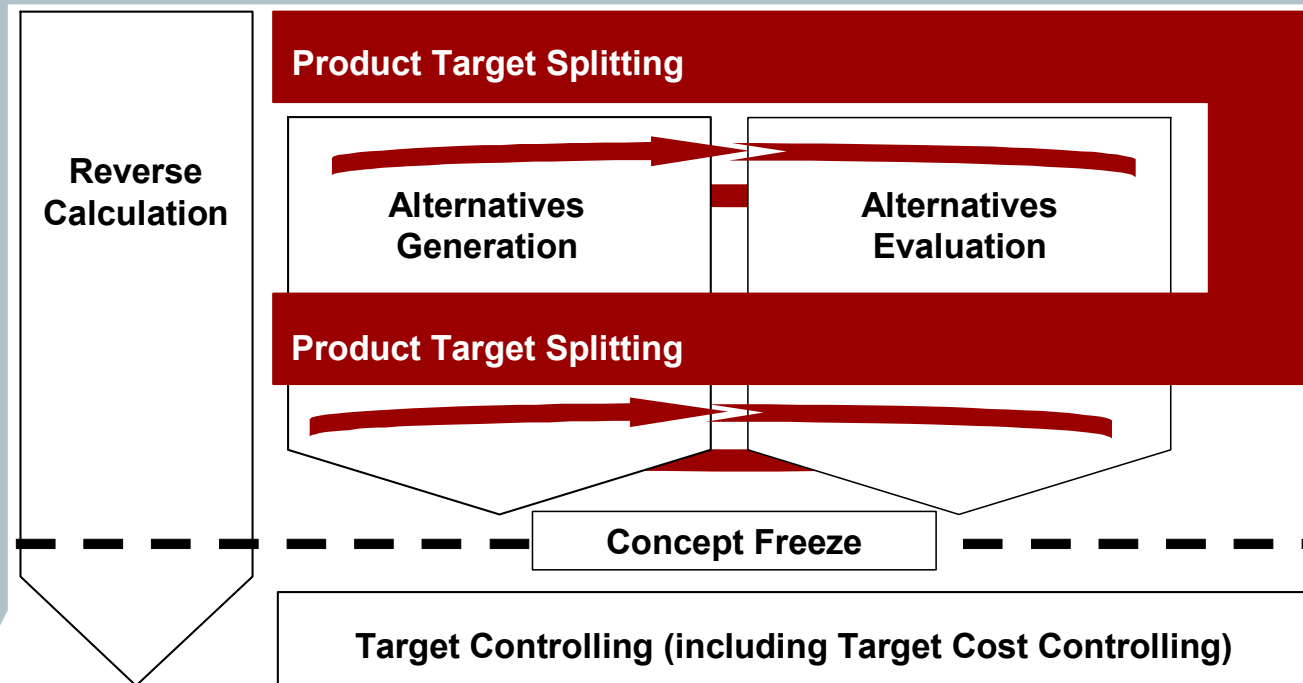 Product Target Splitting
Reverse
Calculation
Alternatives
Generation
Alternatives
Evaluation
Product Target Splitting
Concept Freeze
Target Controlling (including Target Cost Controlling)